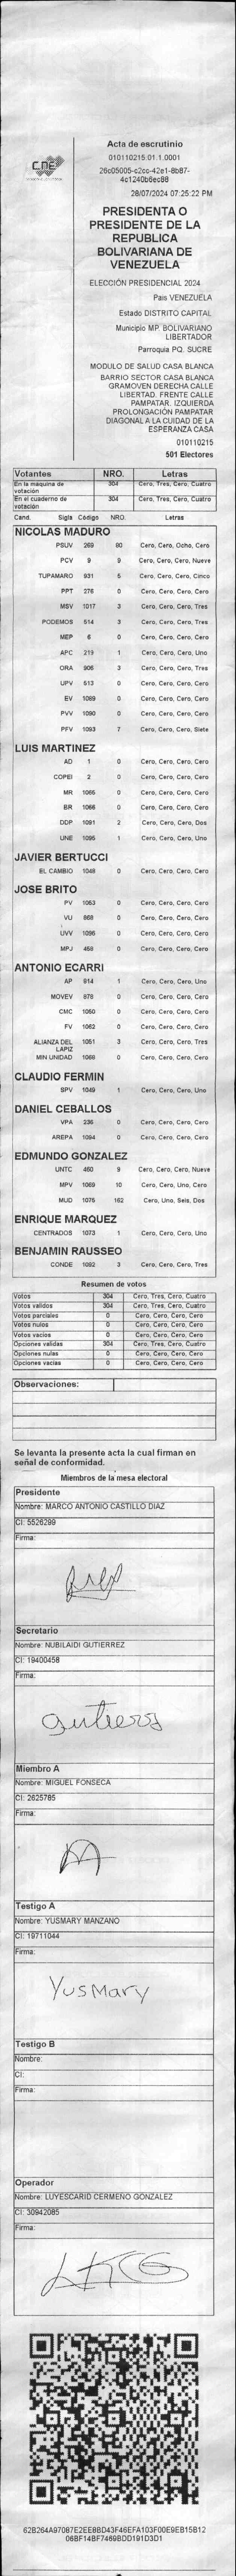 CNE
Acta de escrutinio
010110215.01.1.0001
28/07/2024 07:25:22 PM
PRESIDENTA O
PRESIDENTE DE LA
REPUBLICA
BOLIVARIANA DE
VENEZUELA
ELECCIÓN PRESIDENCIAL 2024
Pais VENEZUELA
Estado DISTRITO CAPITAL
Municipio MP. BOLIVARIANO
LIBERTADOR
Parroquia PQ. SUCRE
MODULO DE SALUD CASA BLANCA
BARRIO SECTOR CASA BLANCA
GRAMOVEN DERECHA CALLE
LIBERTAD. FRENTE CALLE
PAMPATAR. IZQUIERDA
PROLONGACIÓN PAMPATAR
DIAGONAL A LA CUIDAD DE LA
ESPERANZA CASA
010110215
501 Electores
Votantes NRO. Letras
En la maquina de votación 304 Cero, Tres, Cero, Cuatro
En el cuaderno de votación 304 Cero, Tres, Cero, Cuatro
Cand. Sigla Código NRO. Letras
NICOLAS MADURO
PSUV 269 80 Cero, Cero, Ocho, Cero
PCV 9 9 Cero, Cero, Cero, Nueve
TUPAMARO 931 5 Cero, Cero, Cero, Cinco
PPT 276 0 Cero, Cero, Cero, Cero
MSV 1017 3 Cero, Cero, Cero, Tres
PODEMOS 514 3 Cero, Cero, Cero, Tres
MEP 6 0 Cero, Cero, Cero, Cero
APC 219 1 Cero, Cero, Cero, Uno
ORA 906 3 Cero, Cero, Cero, Tres
UPV 513 0 Cero, Cero, Cero, Cero
EV 1089 0 Cero, Cero, Cero, Cero
PVV 1090 0 Cero, Cero, Cero, Cero
PFV 1093 7 Cero, Cero, Cero, Siete
LUIS MARTINEZ
AD 1 0 Cero, Cero, Cero, Cero
COPEI 2 0 Cero, Cero, Cero, Cero
MR 1065 0 Cero, Cero, Cero, Cero
BR 1066 0 Cero, Cero, Cero, Cero
DDP 1091 2 Cero, Cero, Cero, Dos
UNE 1095 1 Cero, Cero, Cero, Uno
JAVIER BERTUCCI
EL CAMBIO 1048 0 Cero, Cero, Cero, Cero
JOSE BRITO
PV 1053 0 Cero, Cero, Cero, Cero
VU 868 0 Cero, Cero, Cero, Cero
UVV 1096 0 Cero, Cero, Cero, Cero
MPJ 458 0 Cero, Cero, Cero, Cero
ANTONIO ECARRI
AP 914 1 Cero, Cero, Cero, Uno
MOVEV 878 0 Cero, Cero, Cero, Cero
CMC 1050 0 Cero, Cero, Cero, Cero
FV 1062 0 Cero, Cero, Cero, Cero
ALIANZA DEL LAPIZ 1051 3 Cero, Cero, Cero, Tres
MIN UNIDAD 1068 0 Cero, Cero, Cero, Cero
CLAUDIO FERMIN
SPV 1049 1 Cero, Cero, Cero, Uno
DANIEL CEBALLOS
VPA 236 0 Cero, Cero, Cero, Cero
AREPA 1094 0 Cero, Cero, Cero, Cero
EDMUNDO GONZALEZ
UNTC 460 9 Cero, Cero, Cero, Nueve
MPV 1069 10 Cero, Cero, Uno, Cero
MUD 1075 162 Cero, Uno, Seis, Dos
ENRIQUE MARQUEZ
CENTRADOS 1073 1 Cero, Cero, Cero, Uno
BENJAMIN RAUSSEO
CONDE 1092 3 Cero, Cero, Cero, Tres
Resumen de votos
Votos 304 Cero, Tres, Cero, Cuatro
Votos validos 304 Cero, Tres, Cero, Cuatro
Votos parciales 0 Cero, Cero, Cero, Cero
Votos nulos 0 Cero, Cero, Cero, Cero
Votos vacios 0 Cero, Cero, Cero, Cero
Opciones validas 304 Cero, Tres, Cero, Cuatro
Opciones nulas 0 Cero, Cero, Cero, Cero
Opciones vacias 0 Cero, Cero, Cero, Cero
Observaciones:
Se levanta la presente acta la cual firman en
señal de conformidad.
Miembros de la mesa electoral
Presidente
Nombre: MARCO ANTONIO CASTILLO DIAZ
CI: 5526299
Firma:
Secretario
Nombre: NUBILAIDI GUTIERREZ
CI: 19400458
Firma:
Miembro A
Nombre: MIGUEL FONSECA
CI: 2625785
Firma:
Testigo A
Nombre: YUSMARY MANZANO
CI: 19711044
Firma:
YusMary
Testigo B
Nombre:
CI:
Firma:
Operador
Nombre: LUYESCARID CERMEÑO GONZALEZ
CI: 30942085
Firma:
62B264A97087E2EE8BD43F46EFA103F00E9EB15B12
06BF14BF7469BDD191D3D1